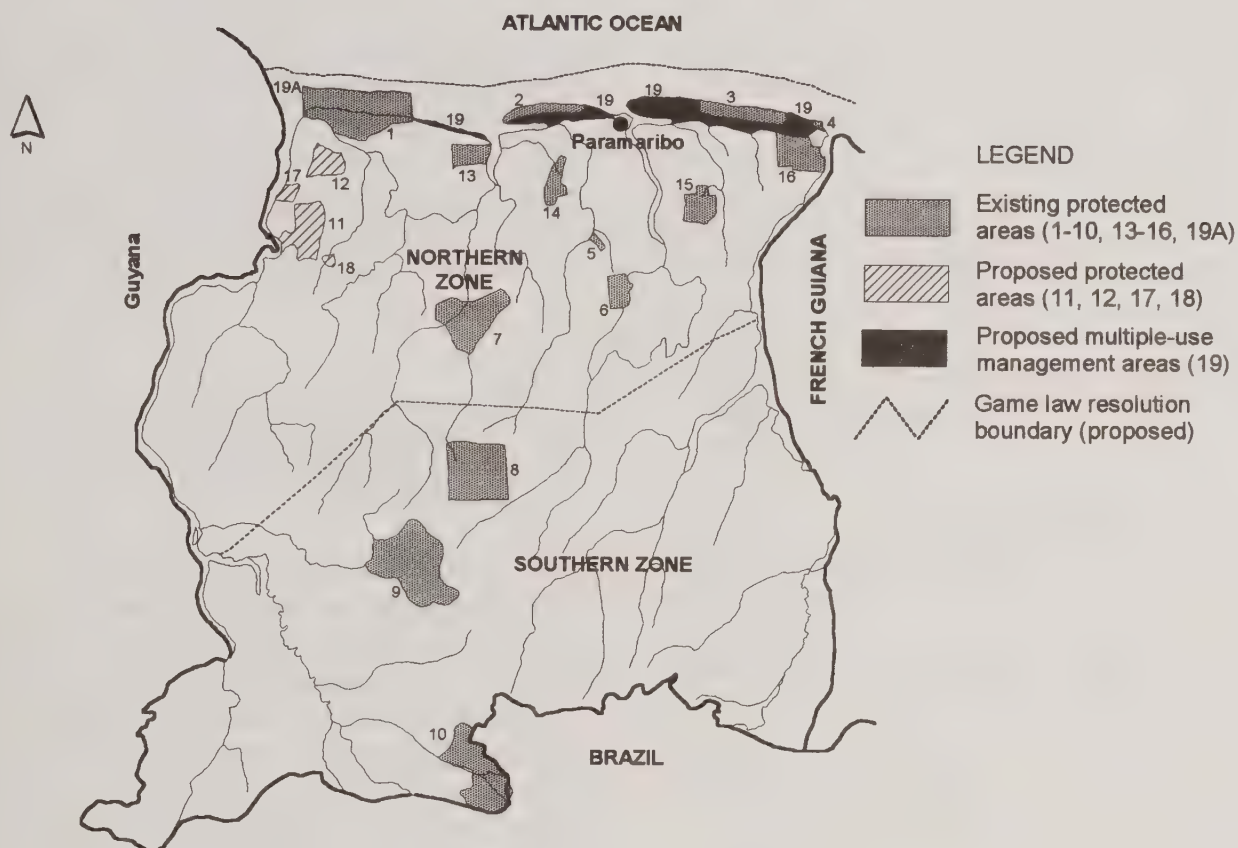 ATLANTIC OCEAN
19A
2
19
19
3
19
4
N
1
19
Paramaribo
12
13
14
15
16
17
11
18
5
6
NORTHERN
ZONE
7
Guyana
FRENCH GUIANA
8
9
SOUTHERN ZONE
10
BRAZIL
LEGEND
Existing protected
areas (1-10, 13-16, 19A)
Proposed protected
areas (11, 12, 17, 18)
Proposed multiple-use
management areas (19)
Game law resolution
boundary (proposed)